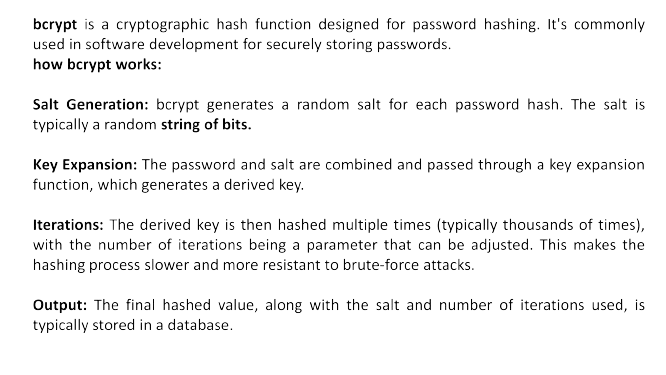 bcrypt is a cryptographic hash function designed for password hashing. It's commonly
used in software development for securely storing passwords.
how bcrypt works:
Salt Generation: bcrypt generates a random salt for each password hash. The salt is
typically a random string of bits.
Key Expansion: The password and salt are combined and passed through a key expansion
function, which generates a derived key.
Iterations: The derived key is then hashed multiple times (typically thousands of times),
with the number of iterations being a parameter that can be adjusted. This makes the
hashing process slower and more resistant to brute-force attacks.
Output: The final hashed value, along with the salt and number of iterations used, is
typically stored in a database.